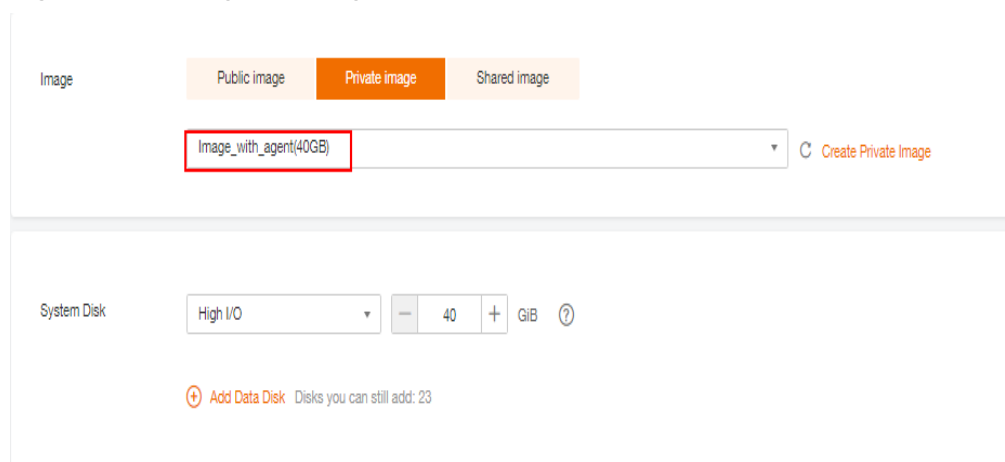 Image Public image Private image Shared image
Image_with_agent(40GB) Create Private Image
System Disk High I/O 40 GiB ?
Add Data Disk Disks you can still add: 23